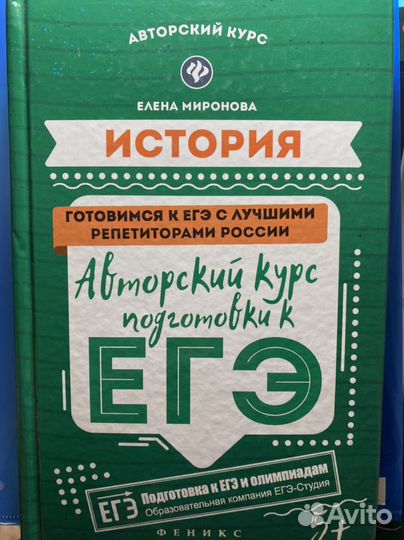 АВТОРСКИЙ КУРС
ЕЛЕНА МИРОНОВА
ИСТОРИЯ
ГОТОВИМСЯ К ЕГЭ С ЛУЧШИМИ
РЕПЕТИТОРАМИ РОССИИ
Авторский курс
подготовки к
ЕГЭ
ЕГЭ Подготовка к ЕГЭ и олимпиадам
Образовательная компания ЕГЭ-Студия
ФЕНИКС
Avito